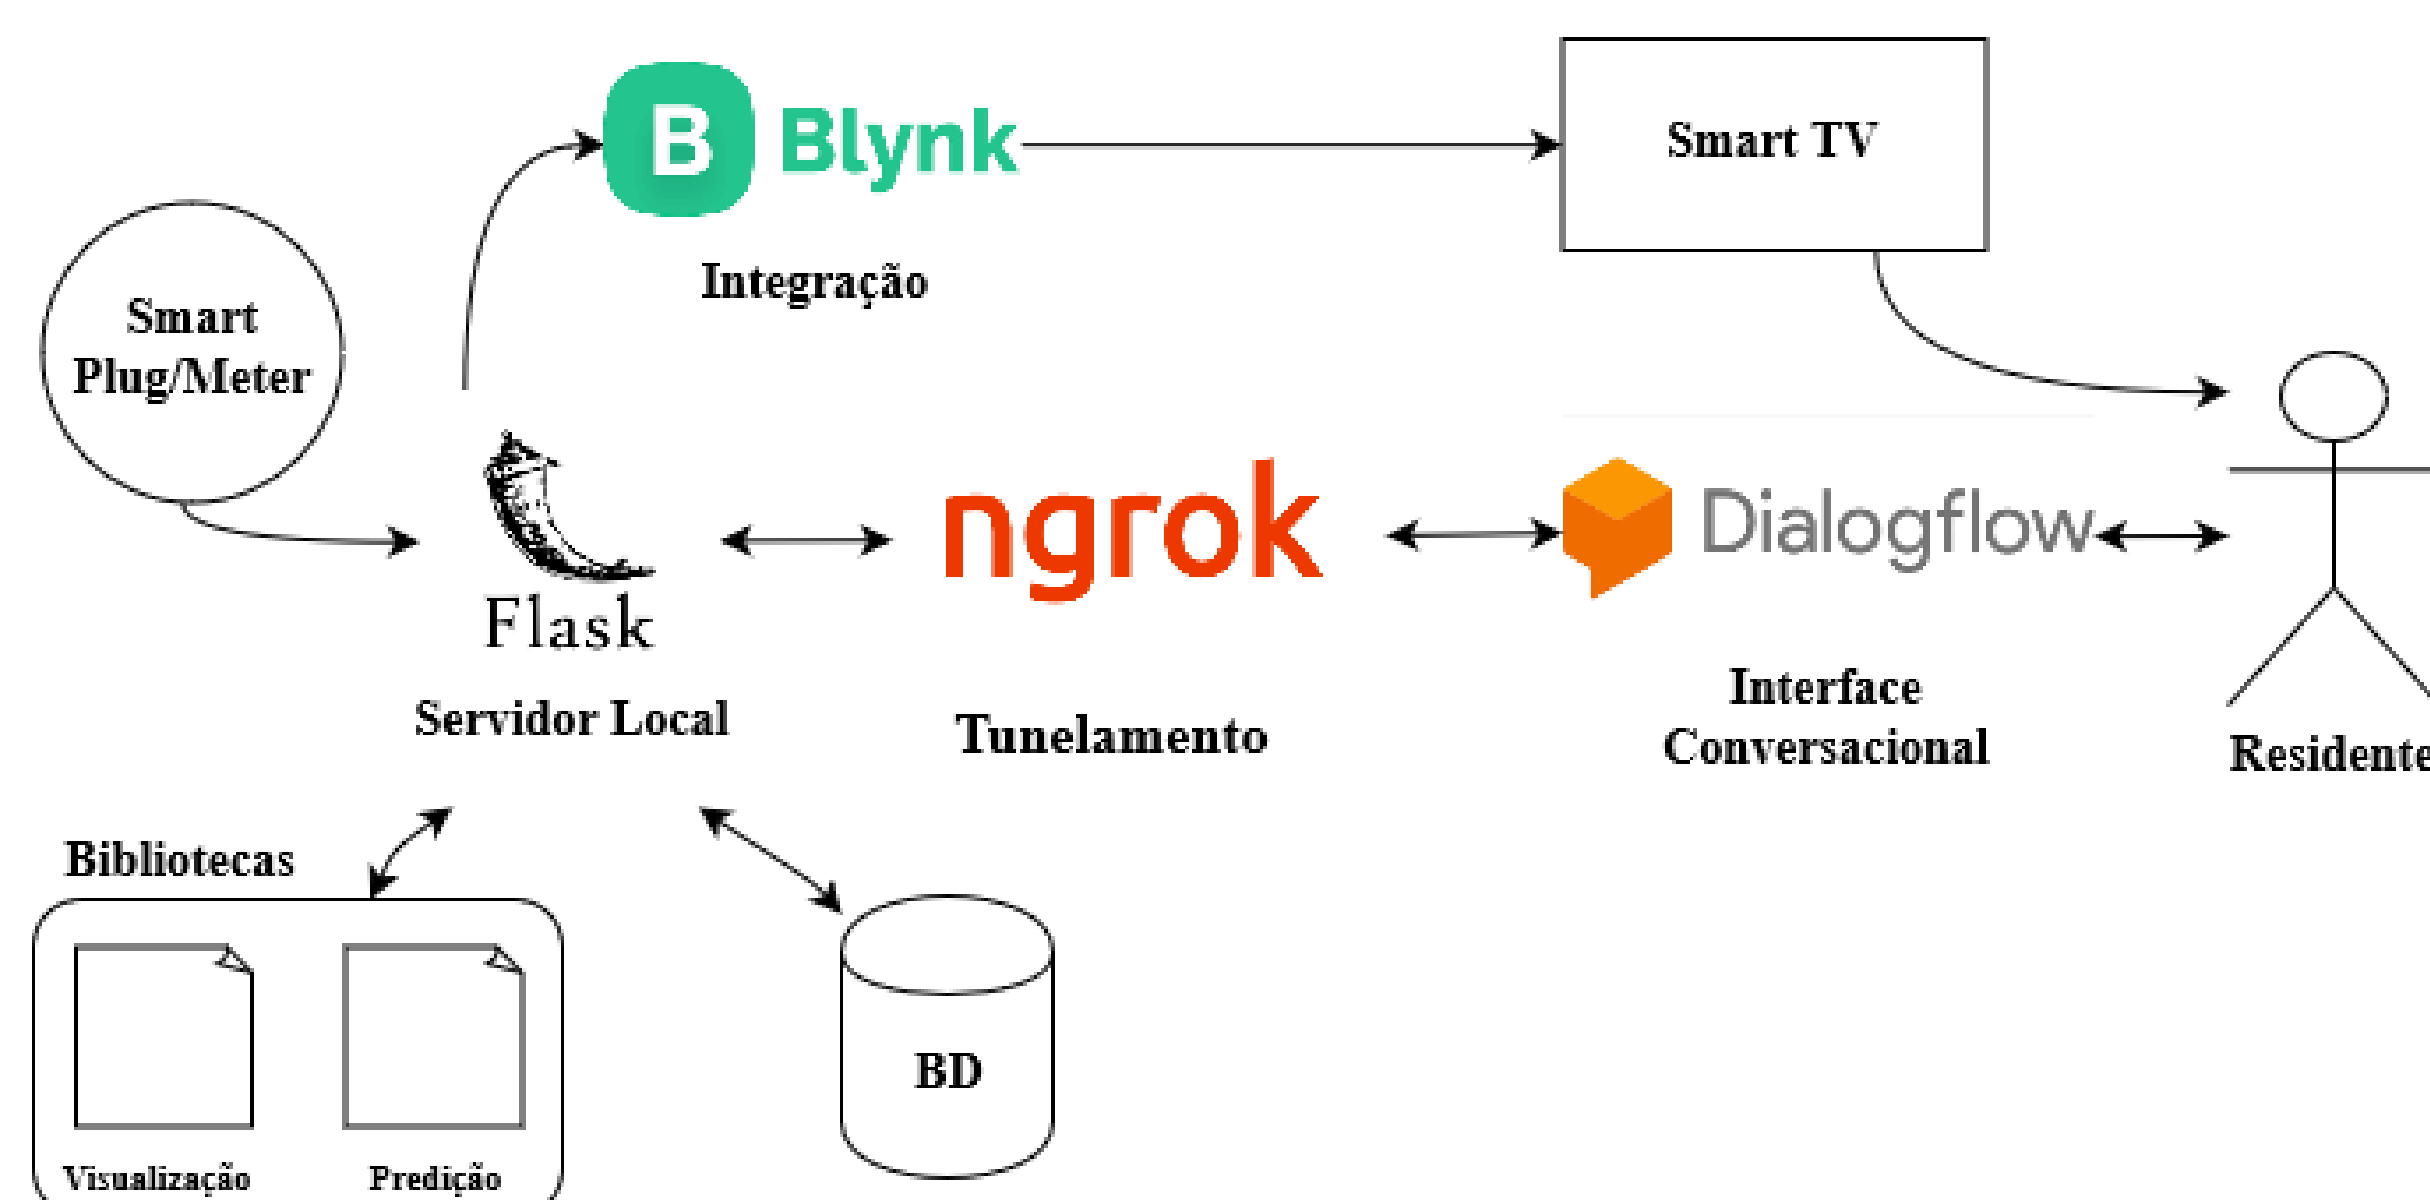 B Blynk
Smart TV
Integração
Smart
Plug/Meter
Flask
ngrok
Dialogflow
Servidor Local
Tunelamento
Interface
Conversacional
Residente
Bibliotecas
Visualização
Predição
BD